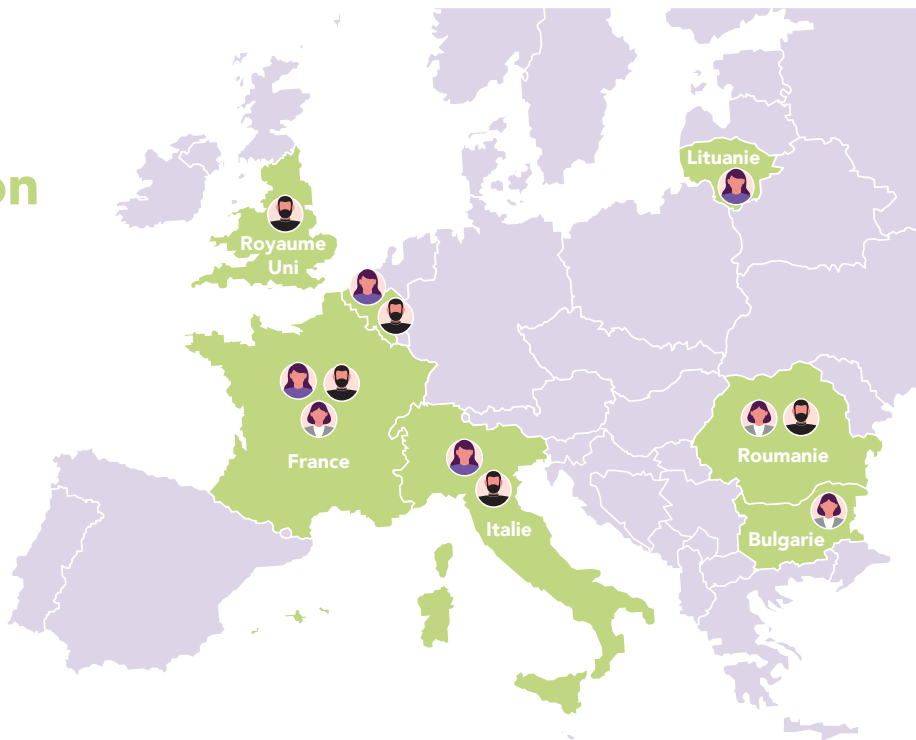 on
Lituanie
Royaume
Uni
France
Roumanie
Italie
Bulgarie